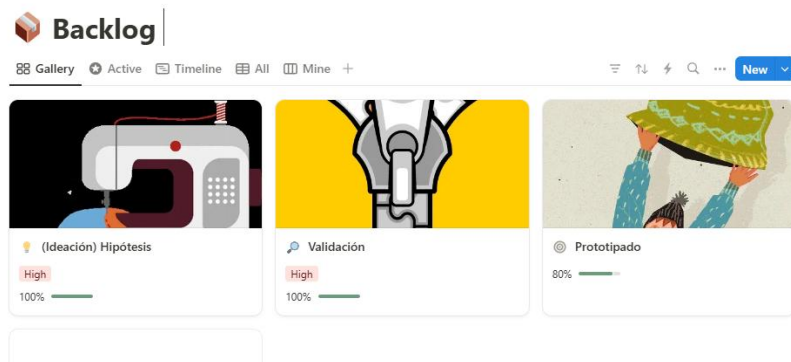 Backlog
Gallery Active Timeline All Mine
New
(Ideación) Hipótesis
High
100%
Validación
High
100%
Prototipado
80%